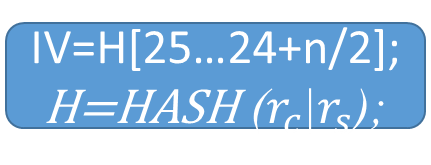 IV=H[25…24+n/2];
H=HASH (r_c|r_s);